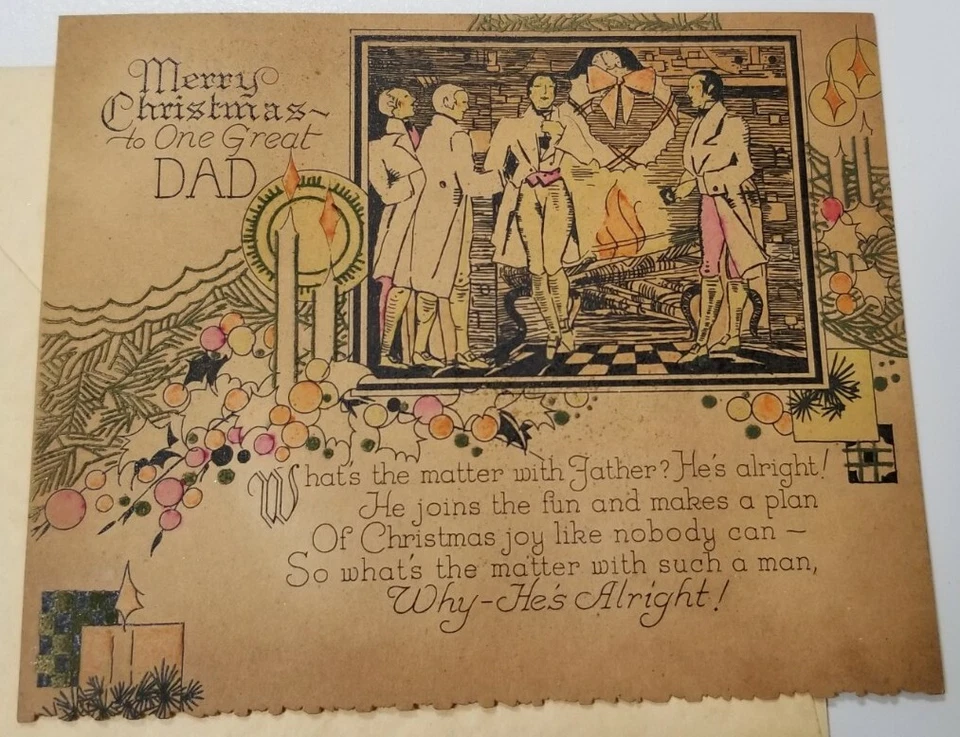 Merry
Christmas~
to One Great
DAD
What's the matter with Father? He's alright!
He joins the fun and makes a plan
Of Christmas joy like nobody can —
So what's the matter with such a man,
Why-He's Alright!